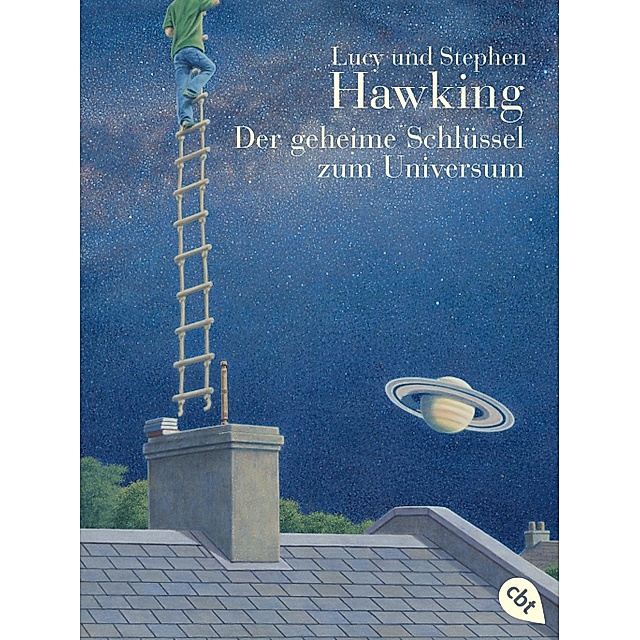 Lucy und Stephen
Hawking
Der geheime Schlüssel
zum Universum
cbt